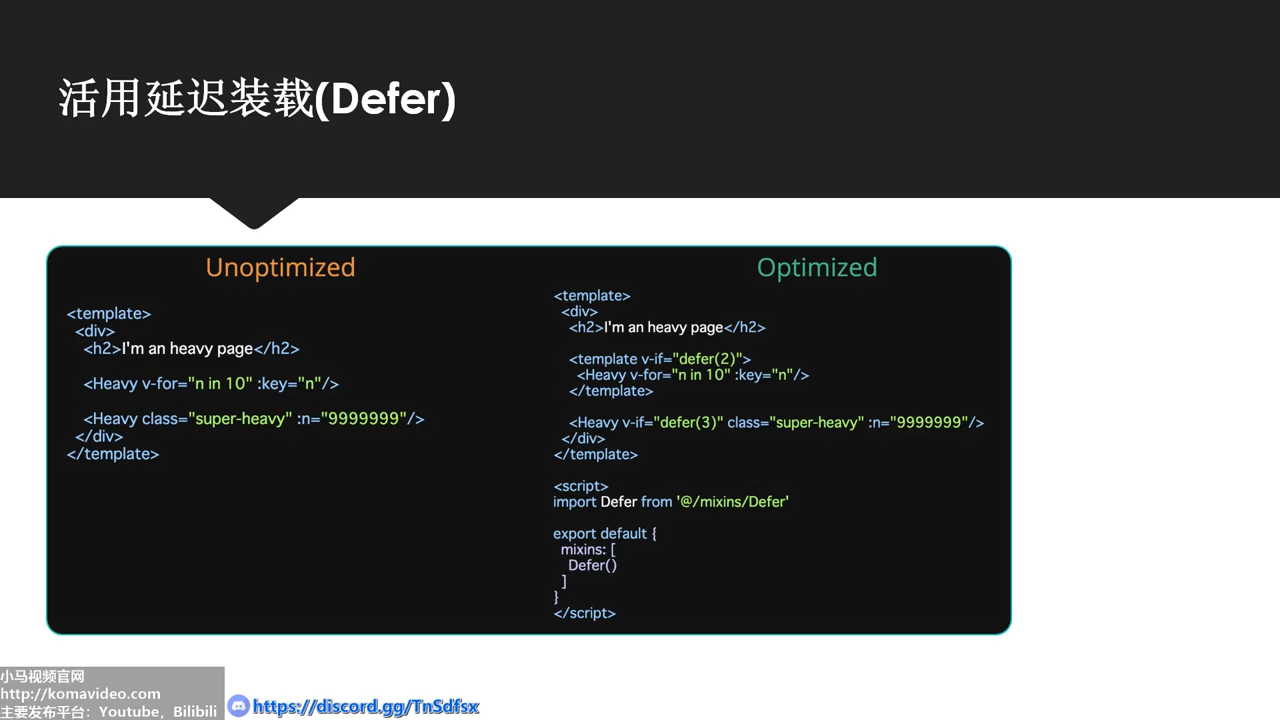 活用延迟装载(Defer)
Unoptimized
<template>
<div>
<h2>I'm an heavy page</h2>
<Heavy v-for="n in 10" :key="n"/>
<Heavy class="super-heavy" :n="9999999"/>
</div>
</template>
Optimized
<template>
<div>
<h2>I'm an heavy page</h2>
<template v-if="defer(2)">
<Heavy v-for="n in 10" :key="n"/>
</template>
<Heavy v-if="defer(3)" class="super-heavy" :n="9999999"/>
</div>
</template>
<script>
import Defer from '@/mixins/Defer'
export default {
mixins: [
Defer()
]
}
</script>
小马视频官网
http://komavideo.com
主要发布平台：Youtube，Bilibili
https://discord.gg/TnSdfsx